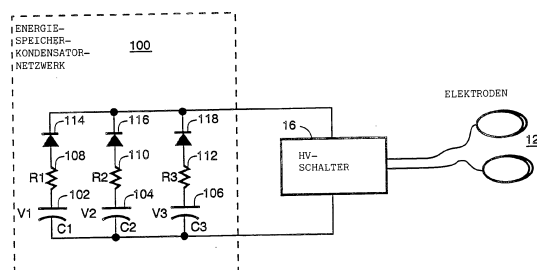 ENERGIE–
SPEICHER–
KONDENSATOR–
NETZWERK
100
114
116
118
108
110
112
R1
R2
R3
102
104
106
V1
V2
V3
C1
C2
C3
16
HV–
SCHALTER
ELEKTRODEN
12